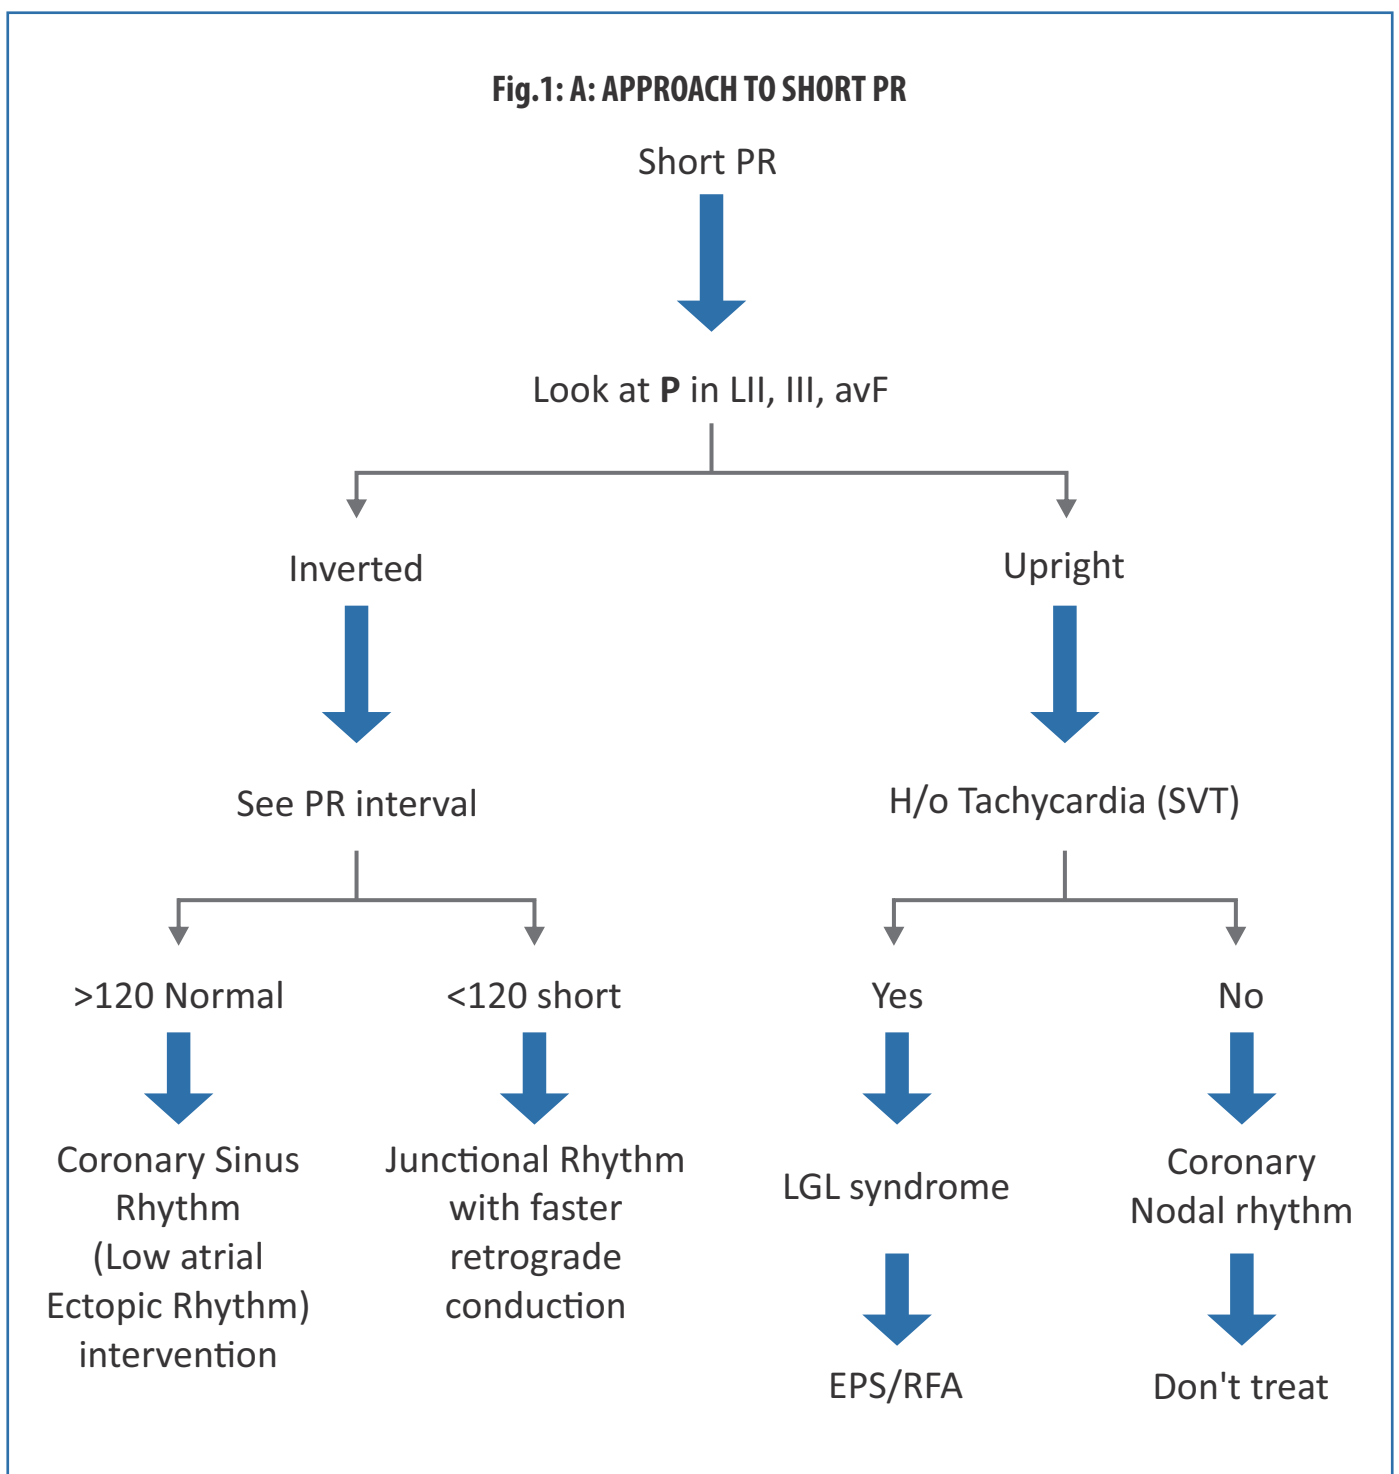 Fig.1: A: APPROACH TO SHORT PR
Short PR
Look at P in LII, III, avF
Inverted
Upright
See PR interval
H/o Tachycardia (SVT)
>120 Normal
<120 short
Yes
No
Coronary Sinus
Rhythm
(Low atrial
Ectopic Rhythm)
intervention
Junctional Rhythm
with faster
retrograde
conduction
LGL syndrome
Coronary
Nodal rhythm
EPS/RFA
Don't treat